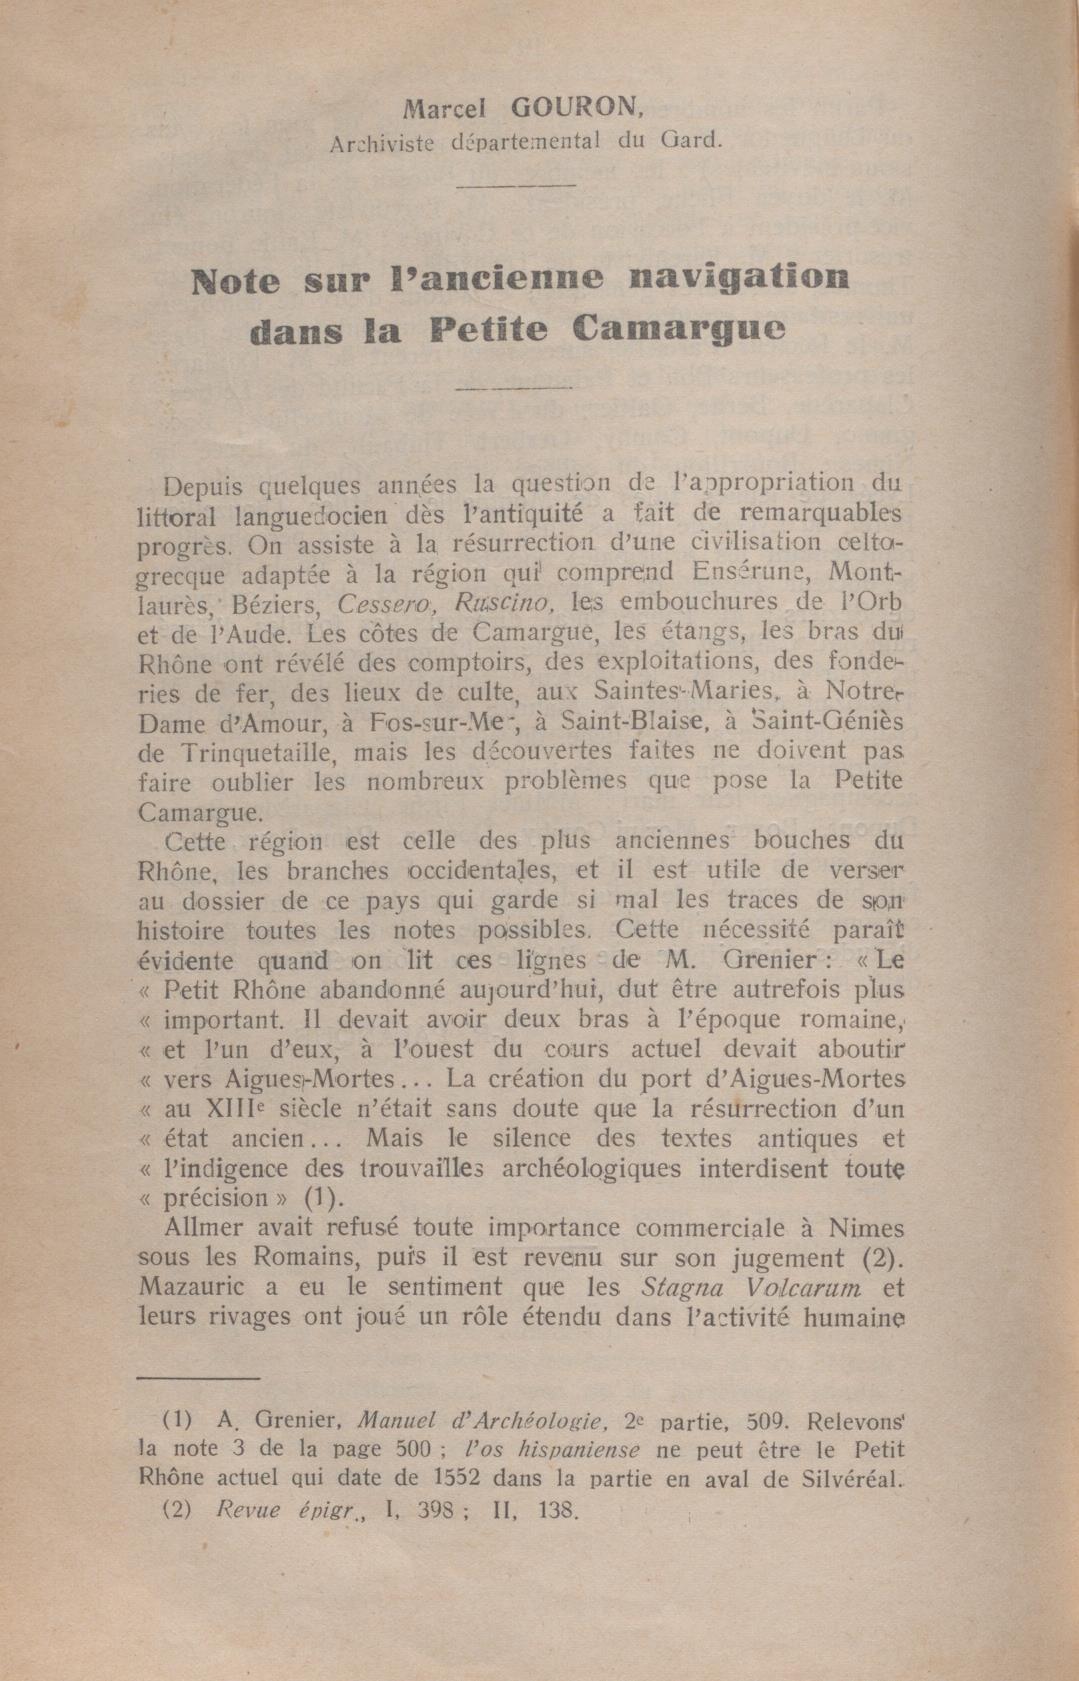 Marcel GOURON,
Archiviste départemental du Gard.
Note sur l'ancienne navigation
dans la Petite Camargue
Depuis quelques années la question de l'appropriation du
littoral languedocien dès l'antiquité a fait de remarquables
progrès. On assiste à la résurrection d'une civilisation celto-
grecque adaptée à la région qui comprend Ensérune, Mont-
laurès, Béziers, Cessero, Ruscino, les embouchures de l'Orb
et de l'Aude. Les côtes de Camargue, les étangs, les bras du
Rhône ont révélé des comptoirs, des exploitations, des fonde-
ries de fer, des lieux de culte, aux Saintes-Maries, à Notre-
Dame d'Amour, à Fos-sur-Mer, à Saint-Blaise, à Saint-Géniès
de Trinquetaille, mais les découvertes faites ne doivent pas
faire oublier les nombreux problèmes que pose la Petite
Camargue.
Cette région est celle des plus anciennes bouches du
Rhône, les branches occidentales, et il est utile de verser
au dossier de ce pays qui garde si mal les traces de son
histoire toutes les notes possibles. Cette nécessité paraît
évidente quand on lit ces lignes de M. Grenier : « Le
« Petit Rhône abandonné aujourd'hui, dut être autrefois plus
« important. Il devait avoir deux bras à l'époque romaine,
« et l'un d'eux, à l'ouest du cours actuel devait aboutir
« vers Aigues-Mortes... La création du port d'Aigues-Mortes
« au XIIIe siècle n'était sans doute que la résurrection d'un
« état ancien... Mais le silence des textes antiques et
« l'indigence des trouvailles archéologiques interdisent toute
« précision » (1).
Allmer avait refusé toute importance commerciale à Nimes
sous les Romains, puis il est revenu sur son jugement (2).
Mazauric a eu le sentiment que les Stagna Volcarum et
leurs rivages ont joué un rôle étendu dans l'activité humaine
(1) A. Grenier, Manuel d'Archéologie, 2e partie, 509. Relevons
la note 3 de la page 500 ; l'os hispaniense ne peut être le Petit
Rhône actuel qui date de 1552 dans la partie en aval de Silvéréal.
(2) Revue épigr., I, 398 ; II, 138.